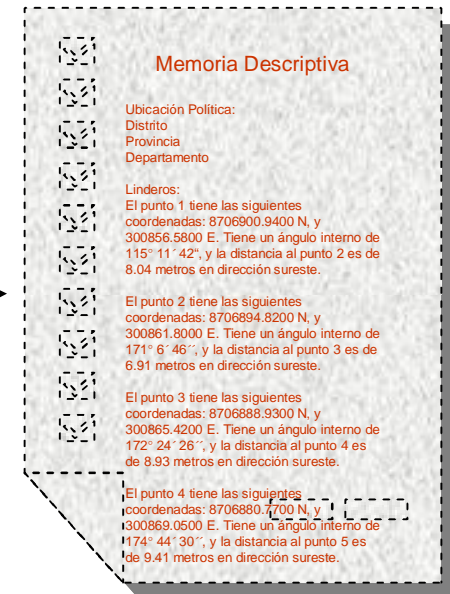 Memoria Descriptiva
Ubicación Política:
Distrito
Provincia
Departamento
Linderos:
El punto 1 tiene las siguientes
coordenadas: 8706900.9400 N, y
300856.5800 E. Tiene un ángulo interno de
115° 11´ 42“, y la distancia al punto 2 es de
8.04 metros en dirección sureste.
El punto 2 tiene las siguientes
coordenadas: 8706894.8200 N, y
300861.8000 E. Tiene un ángulo interno de
171° 6´ 46´´, y la distancia al punto 3 es de
6.91 metros en dirección sureste.
El punto 3 tiene las siguientes
coordenadas: 8706888.9300 N, y
300865.4200 E. Tiene un ángulo interno de
172° 24´ 26´´, y la distancia al punto 4 es
de 8.93 metros en dirección sureste.
El punto 4 tiene las siguientes
coordenadas: 8706880.7700 N, y
300869.0500 E. Tiene un ángulo interno de
174° 44´ 30´´, y la distancia al punto 5 es
de 9.41 metros en dirección sureste.